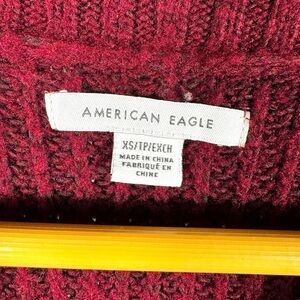 AMERICAN EAGLE
XS/TP/EXCH
MADE IN CHINA
FABRIQUÉ EN
CHINE